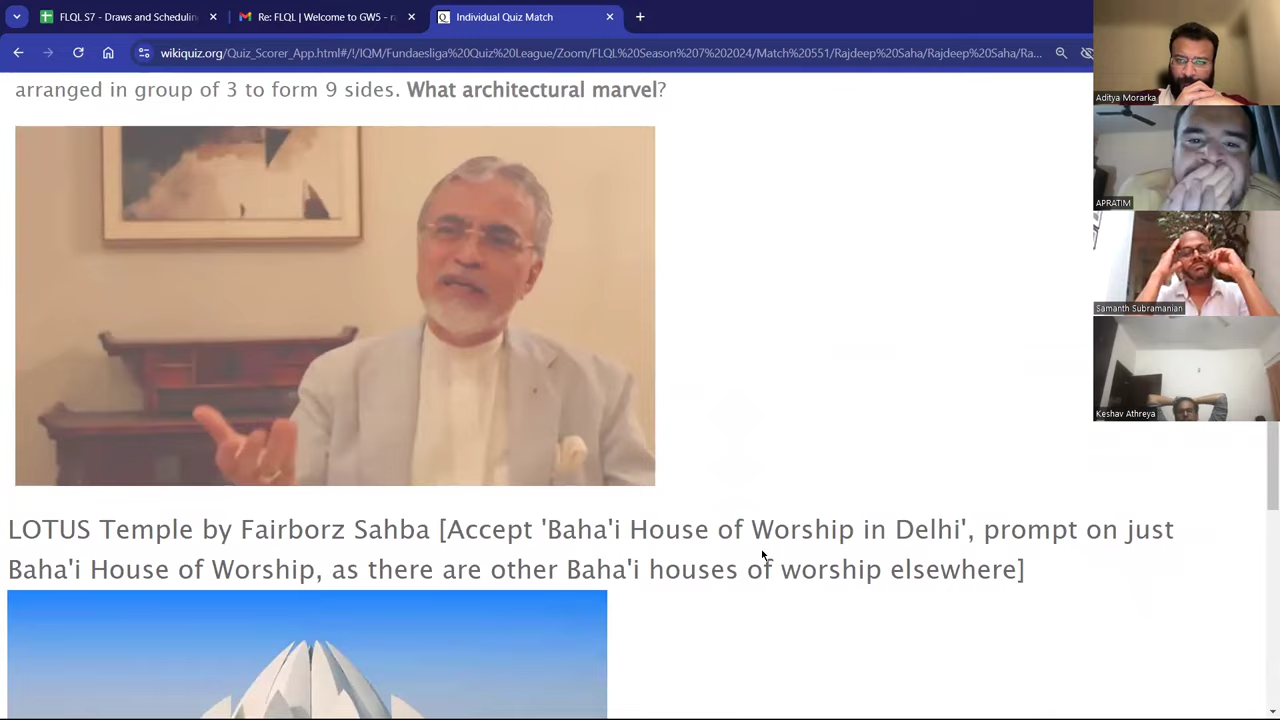 FLQL S7 - Draws and Scheduling
Re: FLQL | Welcome to GW5 - r
Individual Quiz Match
wikiquiz.org/Quiz_Scorer_App.html#/!/IQM/Fundaesliga%20Quiz%20League/Zoom/FLQL%20Season%207%202024/Match%20551/Rajdeep%20Saha/Rajdeep%20Saha/Ra...
arranged in group of 3 to form 9 sides. What architectural marvel?
LOTUS Temple by Fairborz Sahba [Accept 'Baha'i House of Worship in Delhi', prompt on just
Baha'i House of Worship, as there are other Baha'i houses of worship elsewhere]
Aditya Morarka
APRATIM
Samanth Subramanian
Keshav Athreya